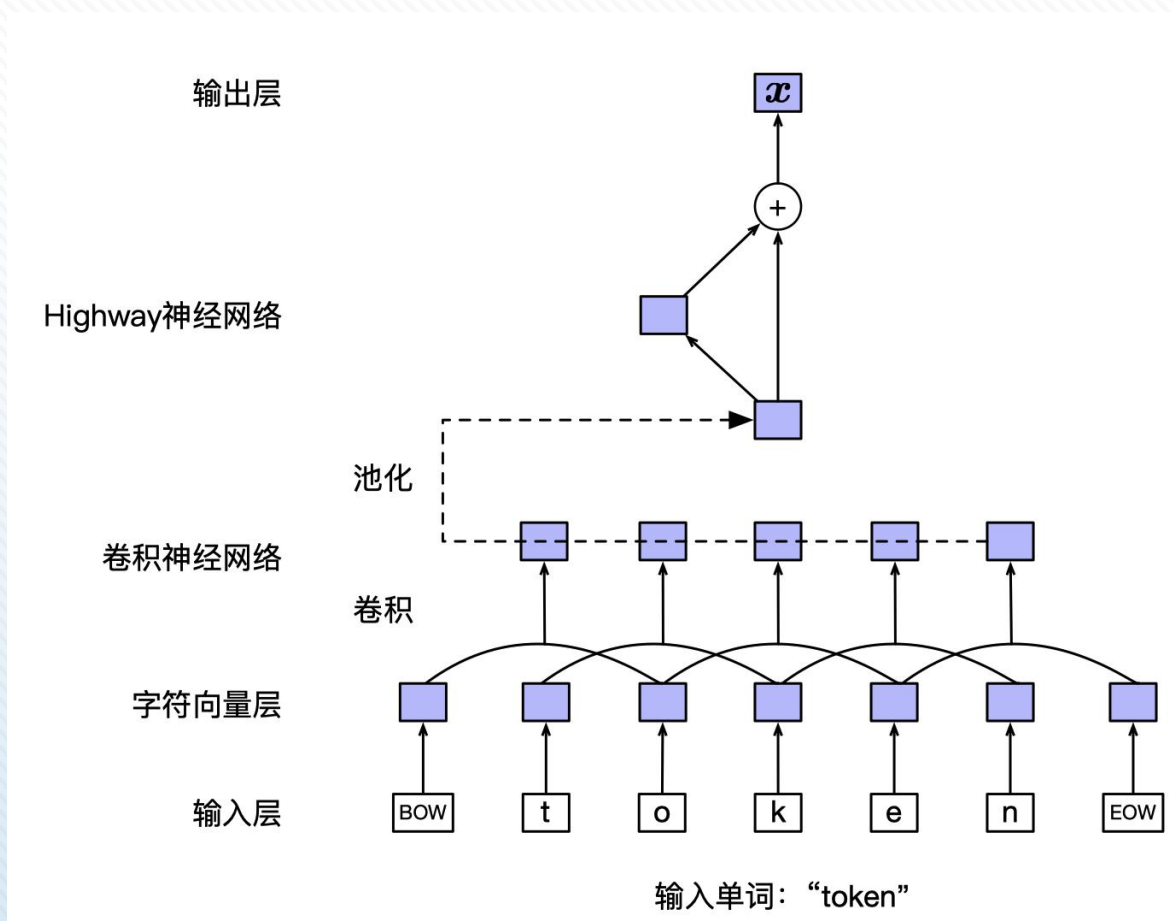 输出层
x
+
Highway神经网络
池化
卷积神经网络
卷积
字符向量层
输入层
BOW t o k e n EOW
输入单词：“token”